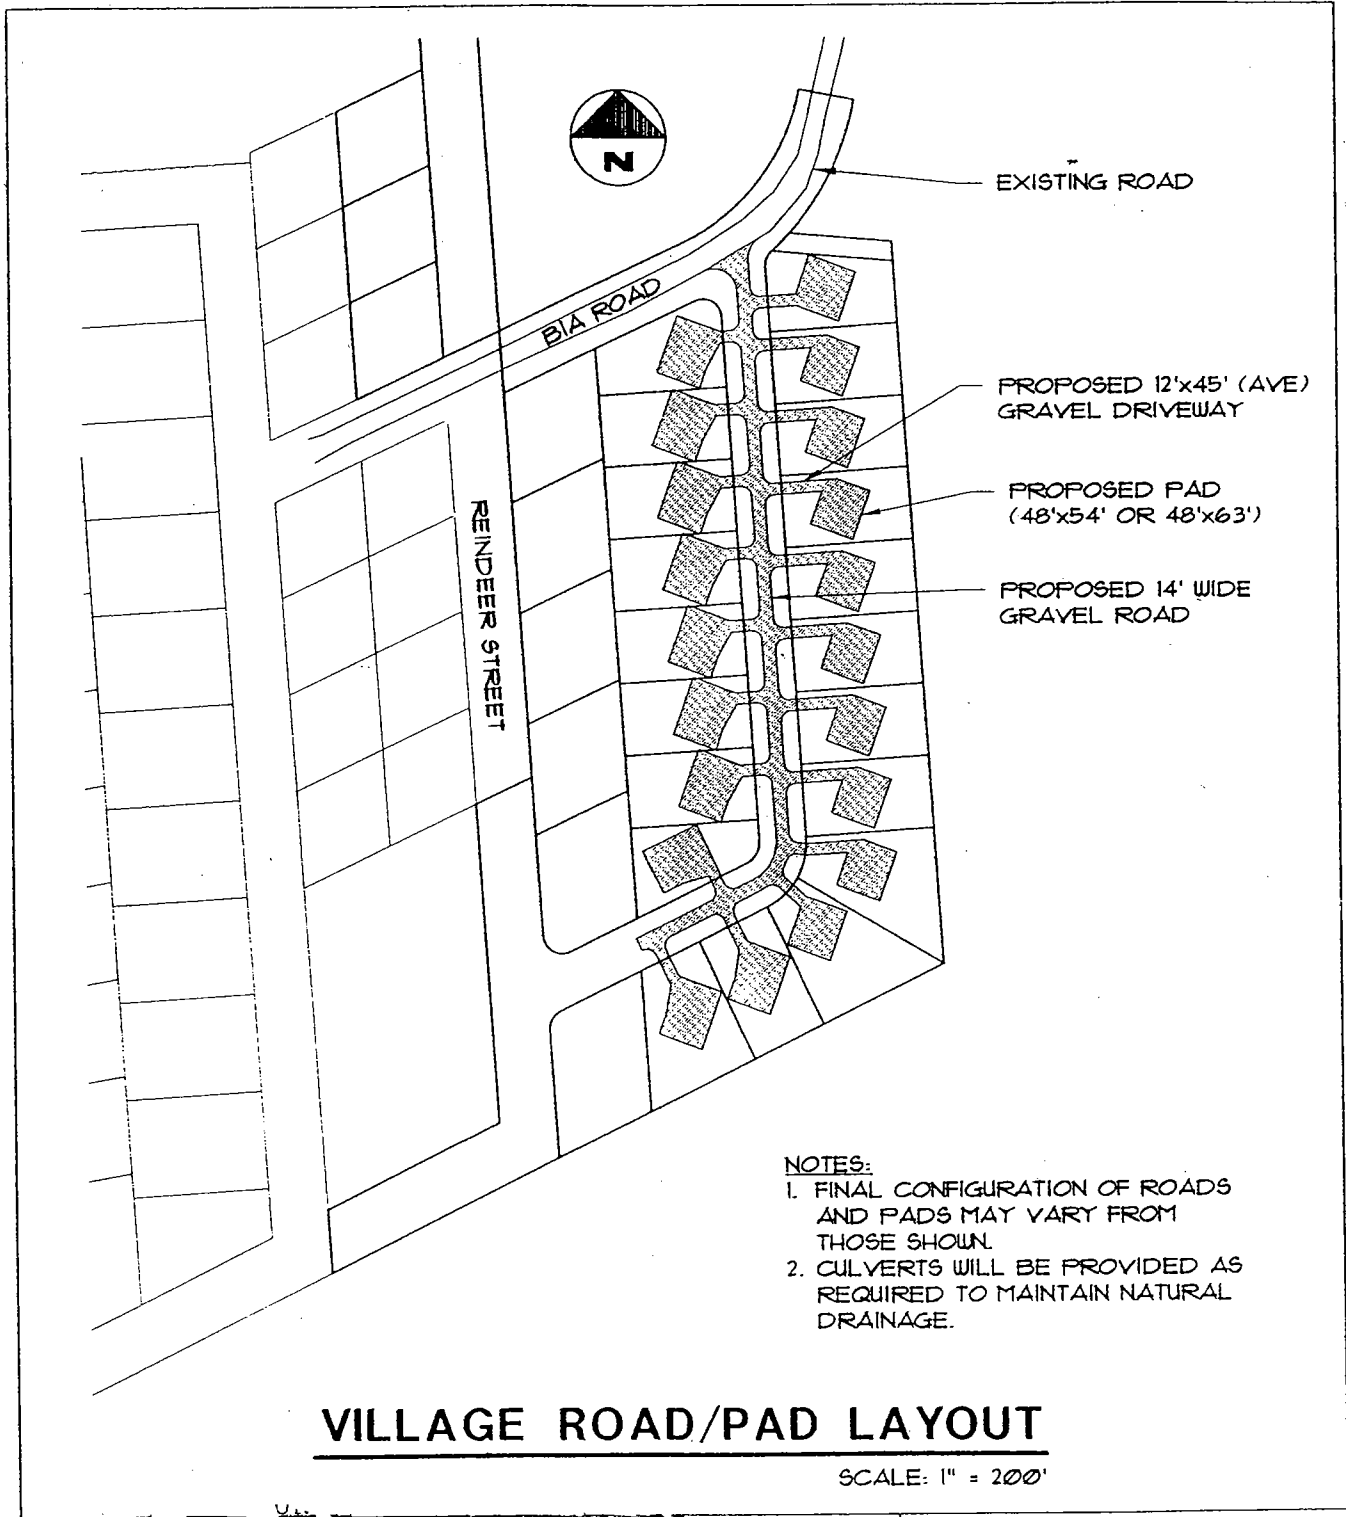 N
EXISTING ROAD
BIA ROAD
PROPOSED 12'x45' (AVE)
GRAVEL DRIVEWAY
PROPOSED PAD
(48'x54' OR 48'x63')
REINDEER STREET
PROPOSED 14' WIDE
GRAVEL ROAD
NOTES:
1. FINAL CONFIGURATION OF ROADS
AND PADS MAY VARY FROM
THOSE SHOWN.
2. CULVERTS WILL BE PROVIDED AS
REQUIRED TO MAINTAIN NATURAL
DRAINAGE.
VILLAGE ROAD/PAD LAYOUT
SCALE: 1" = 200'